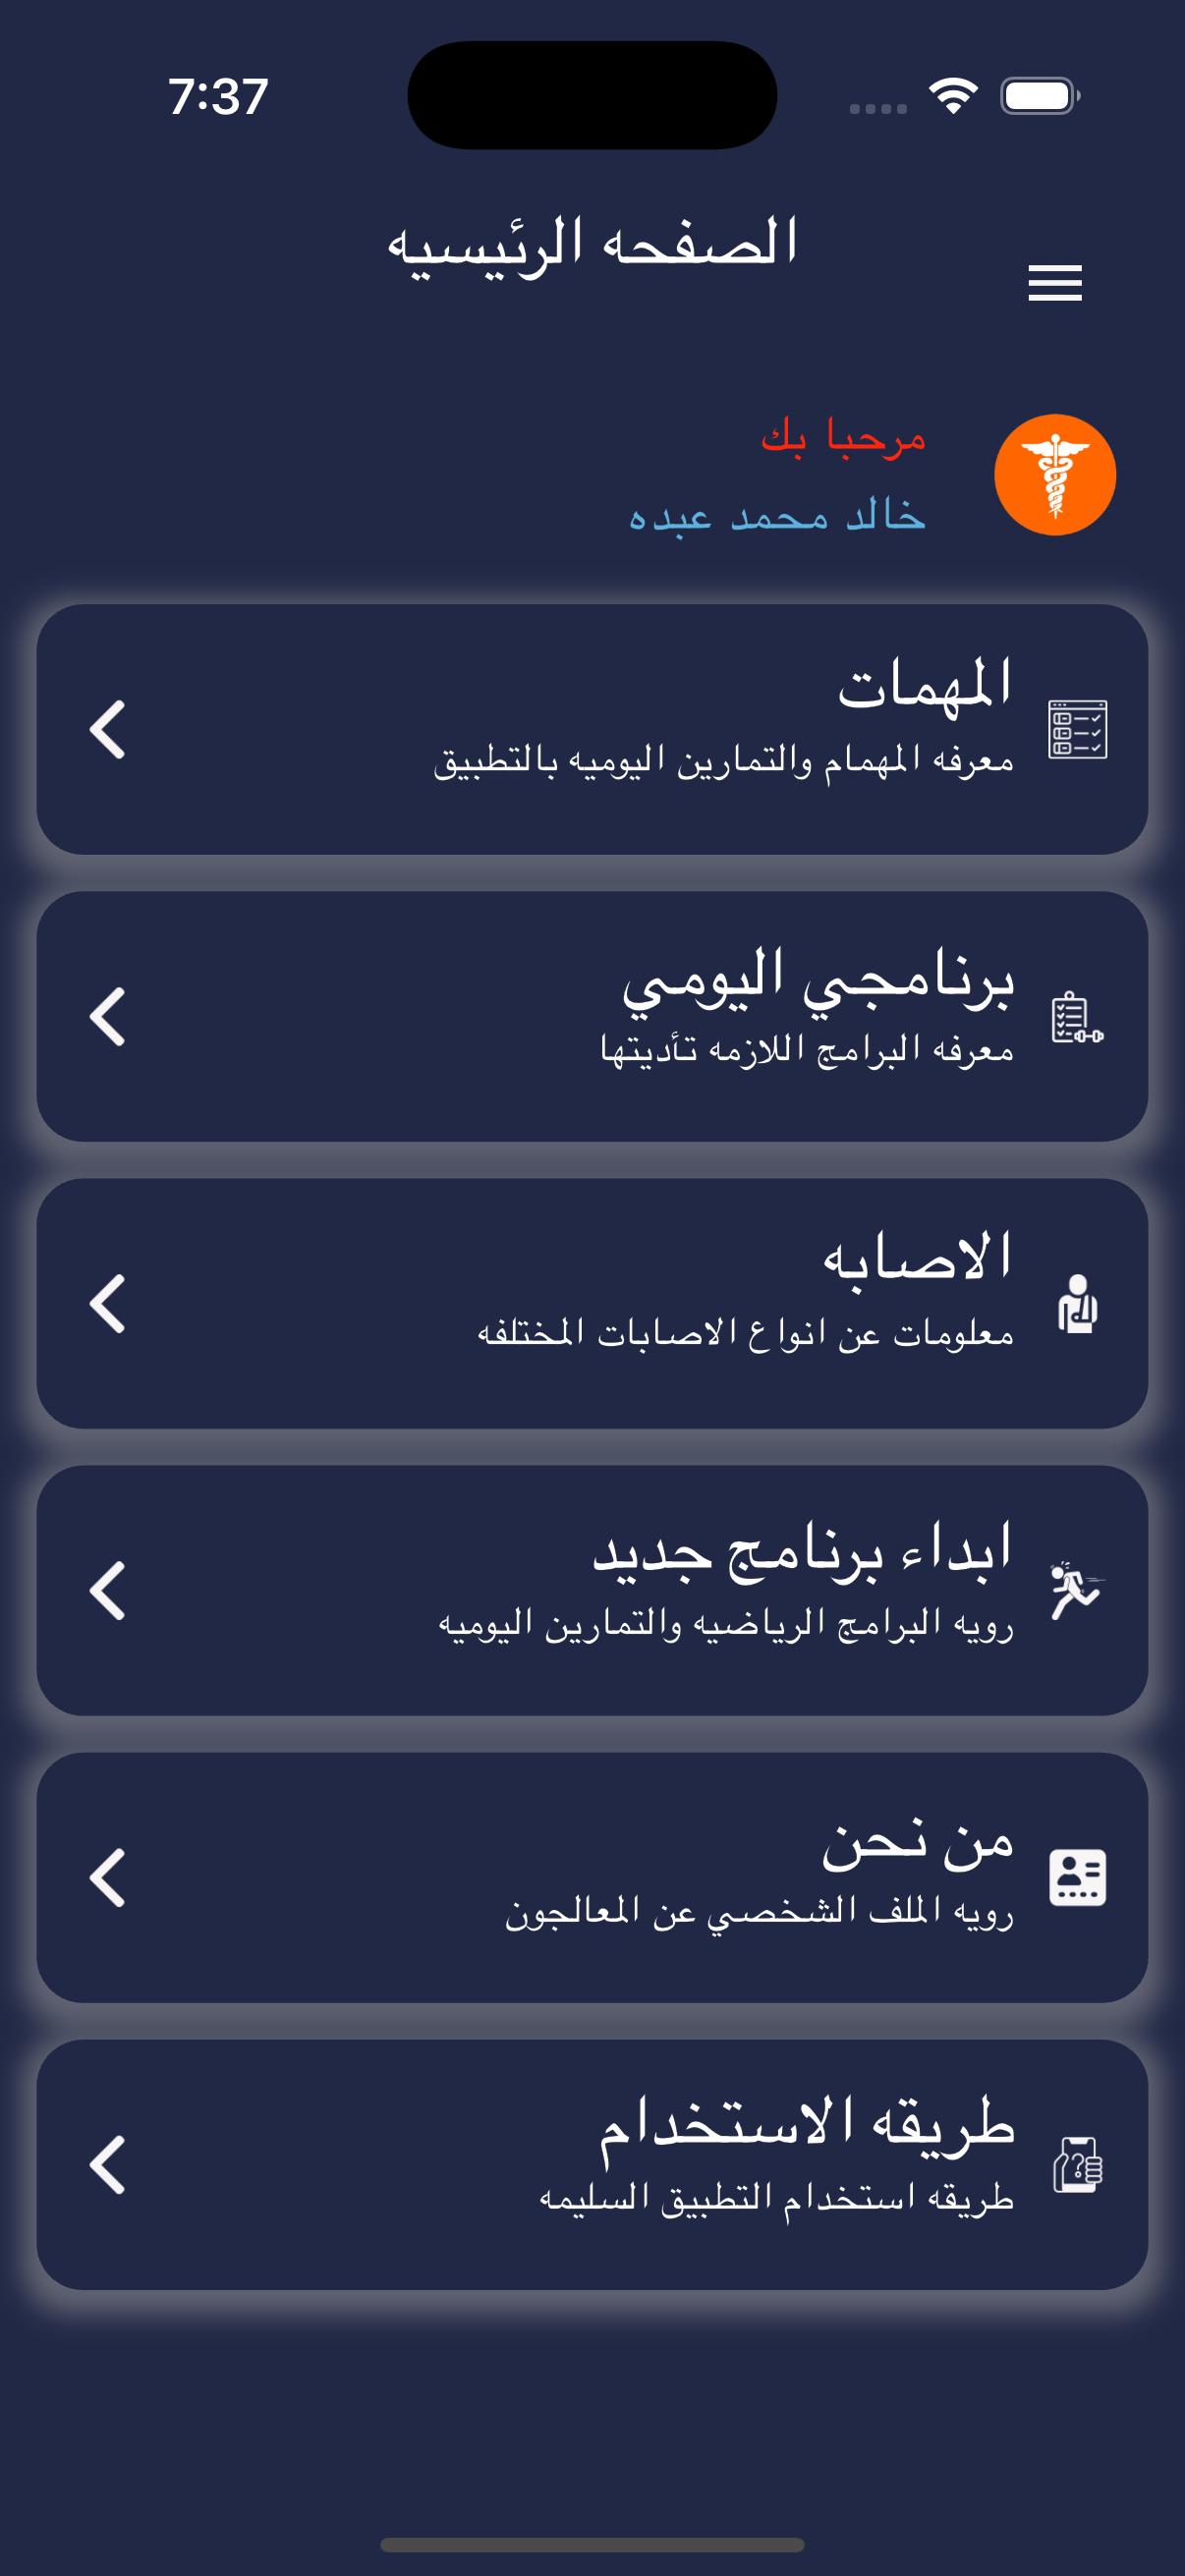 7:37
الصفحه الرئيسيه
مرحبا بك
خالد محمد عبده
المهمات
معرفه المهمام والتمارين اليوميه بالتطبيق
برنامجي اليومي
معرفه البرامج اللازمه تأديتها
الاصابه
معلومات عن انواع الاصابات المختلفه
ابداء برنامج جديد
رويه البرامج الرياضيه والتمارين اليوميه
من نحن
رويه الملف الشخصي عن المعالجون
طريقه الاستخدام
طريقه استخدام التطبيق السليمه